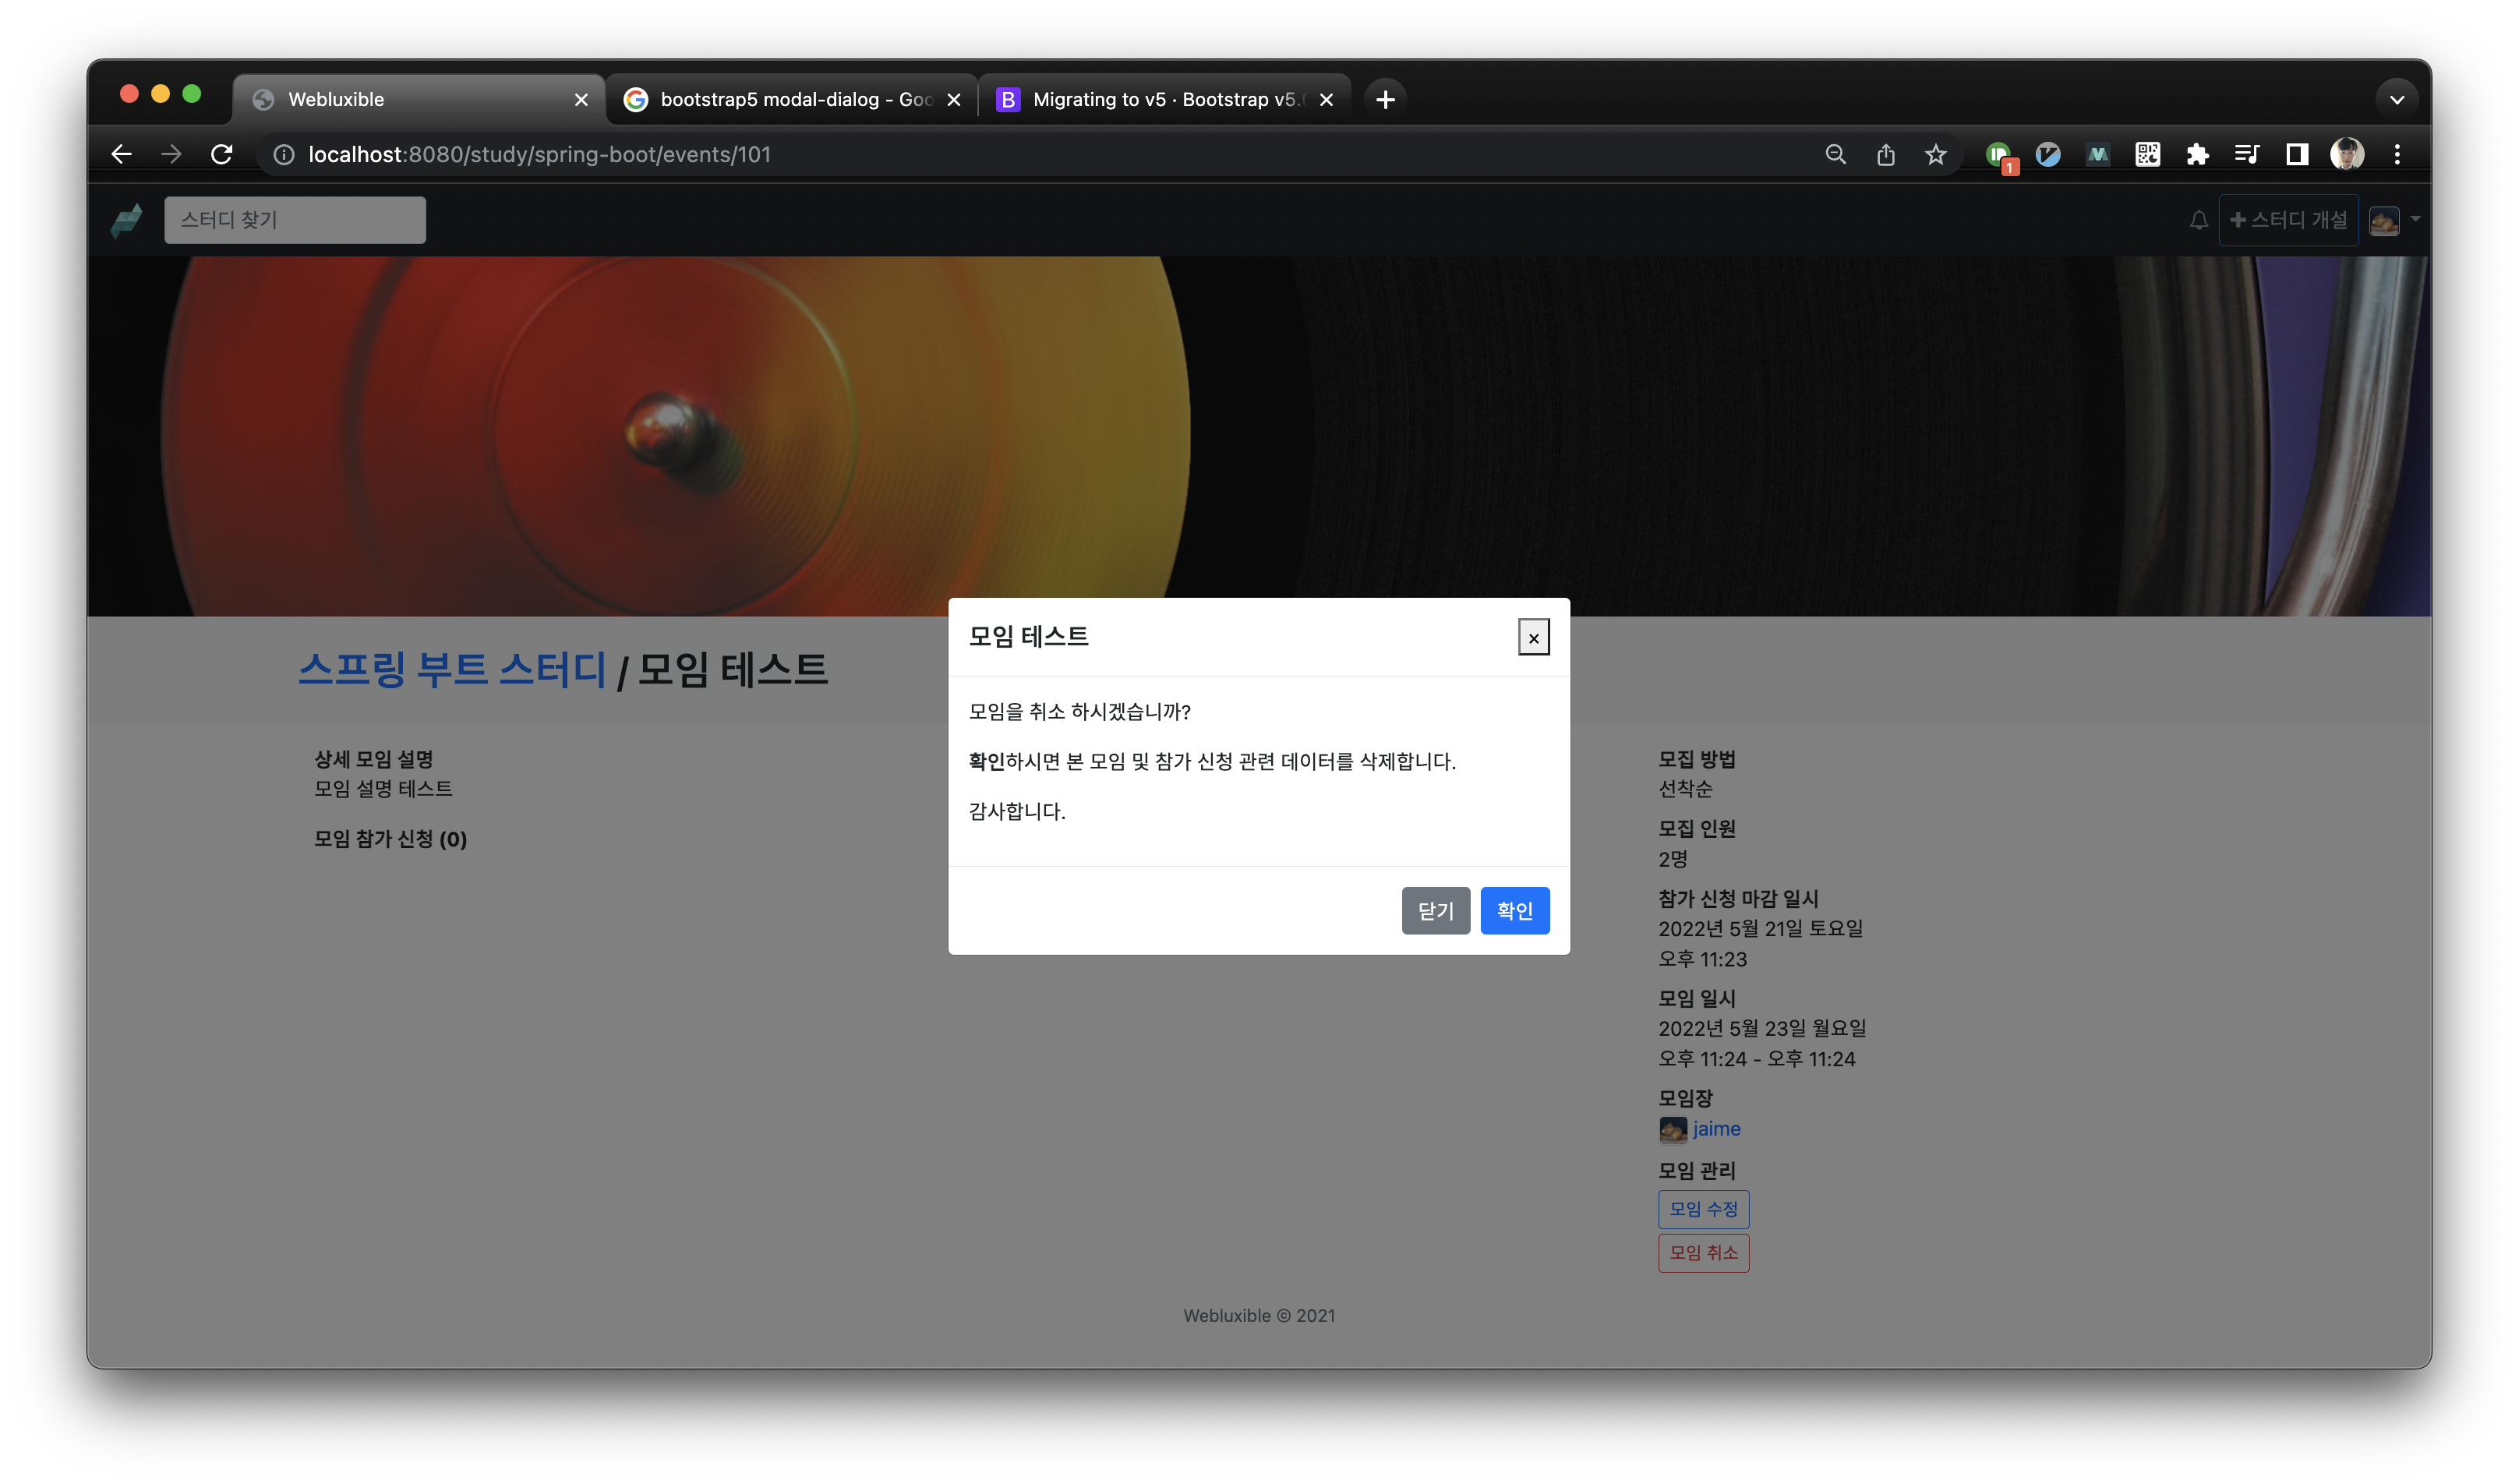 Webluxible
bootstrap5 modal-dialog - Goo
Migrating to v5 · Bootstrap v5.
localhost:8080/study/spring-boot/events/101
1
스터디 찾기
스터디 개설
스프링 부트 스터디 / 모임 테스트
상세 모임 설명
모임 설명 테스트
모임 참가 신청 (0)
모임 테스트
×
모임을 취소 하시겠습니까?
확인하시면 본 모임 및 참가 신청 관련 데이터를 삭제합니다.
감사합니다.
닫기 확인
모집 방법
선착순
모집 인원
2명
참가 신청 마감 일시
2022년 5월 21일 토요일
오후 11:23
모임 일시
2022년 5월 23일 월요일
오후 11:24 - 오후 11:24
모임장
jaime
모임 관리
모임 수정
모임 취소
Webluxible © 2021